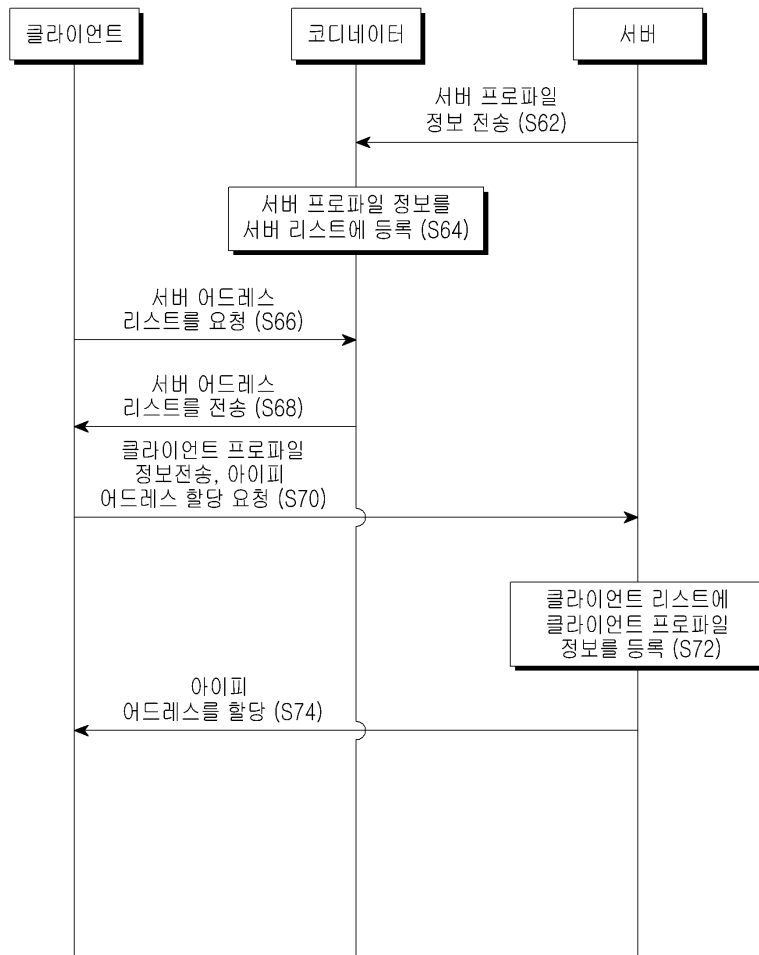 클라이언트
코디네이터
서버
서버 프로파일
정보 전송 (S62)
서버 프로파일 정보를
서버 리스트에 등록 (S64)
서버 어드레스
리스트를 요청 (S66)
서버 어드레스
리스트를 전송 (S68)
클라이언트 프로파일
정보전송, 아이피
어드레스 할당 요청 (S70)
클라이언트 리스트에
클라이언트 프로파일
정보를 등록 (S72)
아이피
어드레스를 할당 (S74)